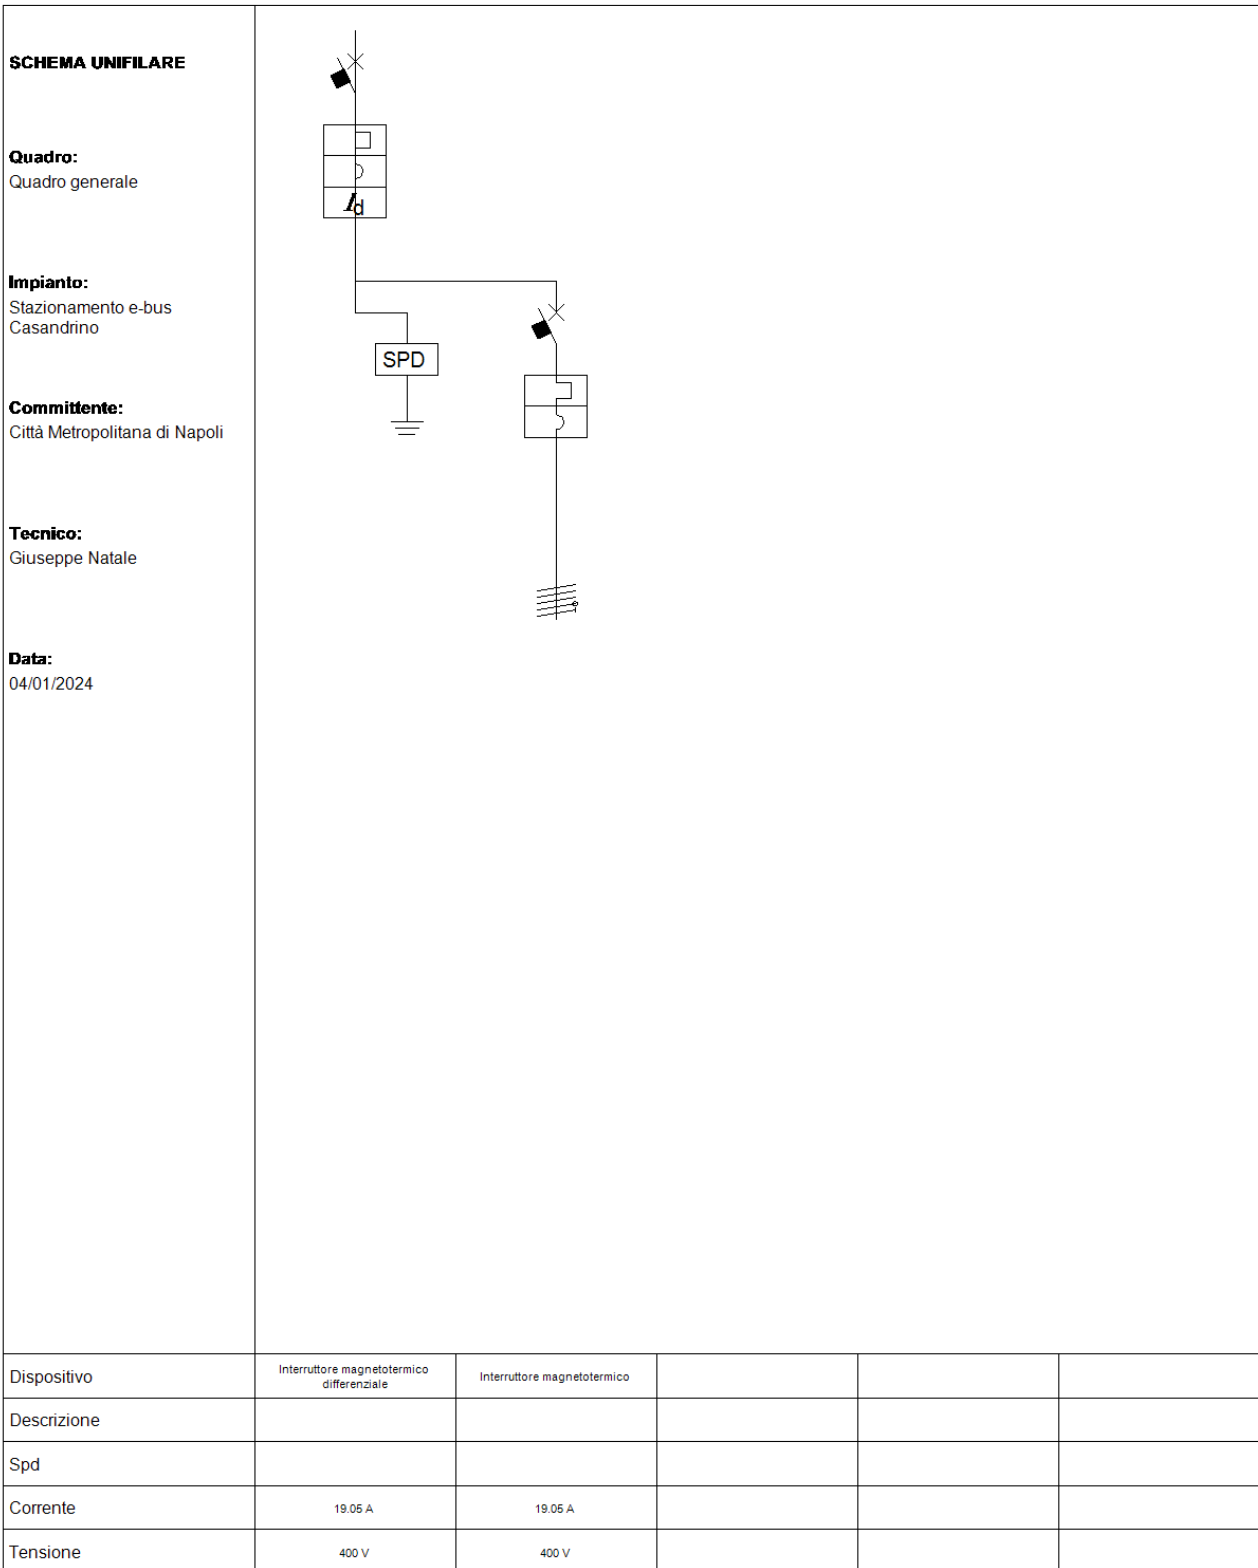 SCHEMA UNIFILARE
Quadro:
Quadro generale
Impianto:
Stazionamento e-bus
Casandrino
Committente:
Città Metropolitana di Napoli
Tecnico:
Giuseppe Natale
Data:
04/01/2024
Id
SPD
Dispositivo
Interruttore magnetotermico
differenziale
Interruttore magnetotermico
Descrizione
Spd
Corrente
19.05 A
19.05 A
Tensione
400 V
400 V